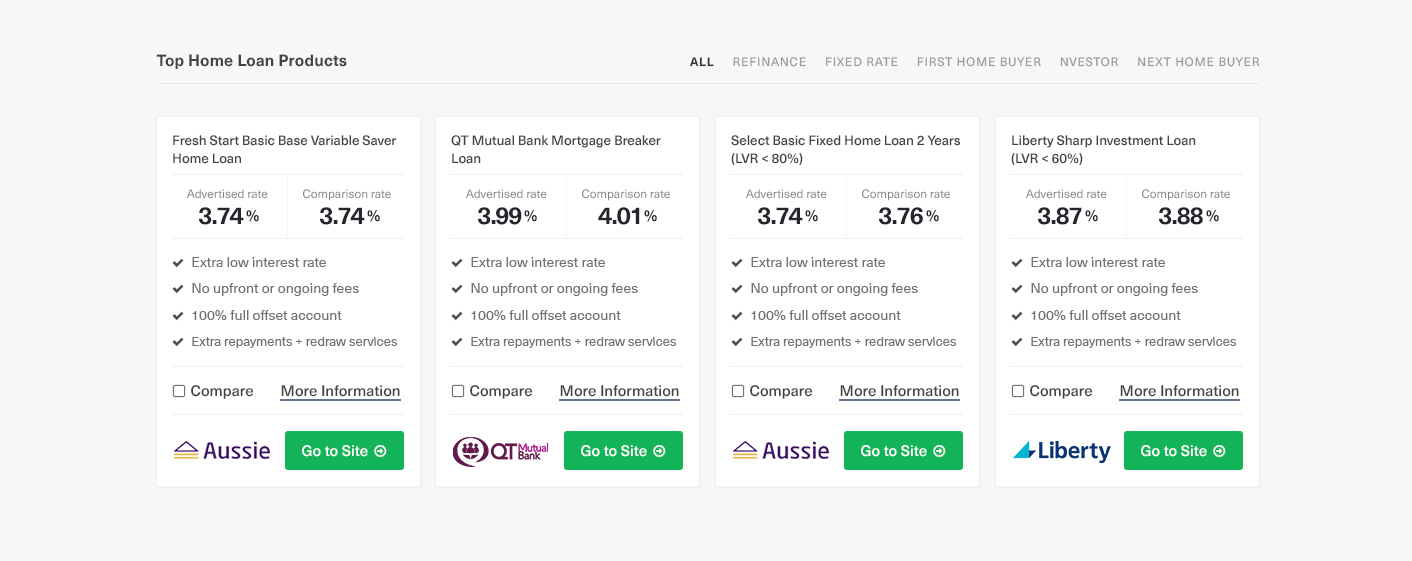 Top Home Loan Products
ALL REFINANCE FIXED RATE FIRST HOME BUYER NVESTOR NEXT HOME BUYER
Fresh Start Basic Base Variable Saver
Home Loan
Advertised rate Comparison rate
3.74 % 3.74 %
Extra low interest rate
No upfront or ongoing fees
100% full offset account
Extra repayments + redraw services
Compare More Information
Aussie Go to Site
QT Mutual Bank Mortgage Breaker
Loan
Advertised rate Comparison rate
3.99 % 4.01 %
Extra low interest rate
No upfront or ongoing fees
100% full offset account
Extra repayments + redraw services
Compare More Information
QT Mutual Bank Go to Site
Select Basic Fixed Home Loan 2 Years
(LVR < 80%)
Advertised rate Comparison rate
3.74 % 3.76 %
Extra low interest rate
No upfront or ongoing fees
100% full offset account
Extra repayments + redraw services
Compare More Information
Aussie Go to Site
Liberty Sharp Investment Loan
(LVR < 60%)
Advertised rate Comparison rate
3.87 % 3.88 %
Extra low interest rate
No upfront or ongoing fees
100% full offset account
Extra repayments + redraw services
Compare More Information
Liberty Go to Site